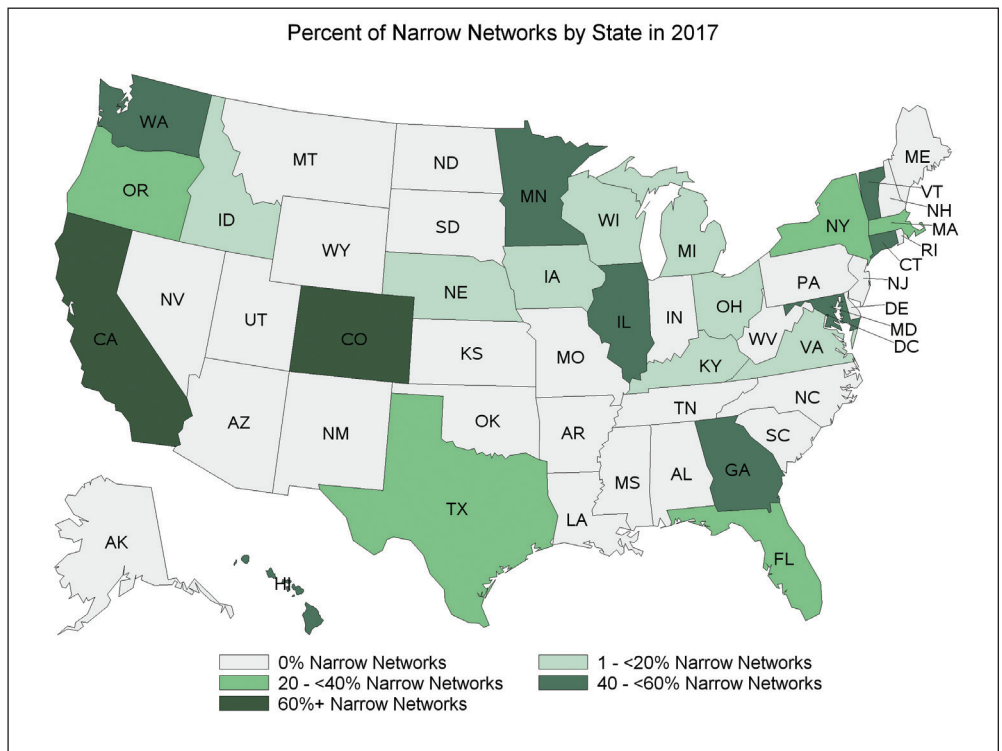 Percent of Narrow Networks by State in 2017
WA
MT
ND
MN
ME
OR
ID
WY
SD
WI
MI
NY
VT
NH
MA
RI
CT
NJ
DE
MD
DC
NV
UT
CO
NE
IA
IL
IN
OH
PA
WV
VA
CA
KS
MO
KY
AZ
NM
OK
AR
TN
NC
SC
TX
LA
MS
AL
GA
FL
AK
HI
0% Narrow Networks
1 - <20% Narrow Networks
20 - <40% Narrow Networks
40 - <60% Narrow Networks
60%+ Narrow Networks